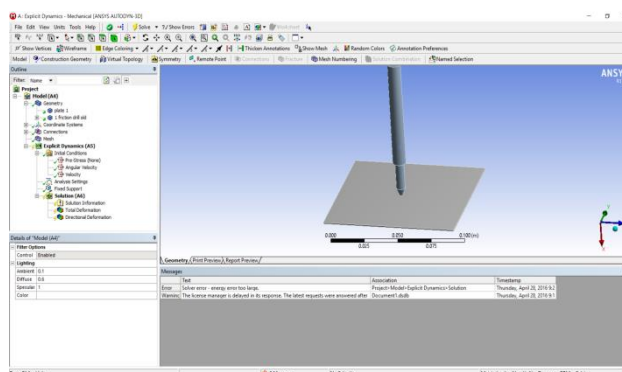 A : Explicit Dynamics - Mechanical [ANSYS AUTODYN PrepPost]
File Edit View Units Tools Help Solve Show Errors Worksheet
Show Vertices Wireframe Edge Coloring Thicken Annotations Show Mesh Random Colors Annotation Preferences
Model Construction Geometry Virtual Topology Symmetry Remote Point Connections Fracture Mesh Numbering Solution Combination Named Selection
Outline
Filter: Name
Project
Model (A4)
Geometry
plate 1
1 friction drill old
Coordinate Systems
Connections
Mesh
Explicit Dynamics (A5)
Initial Conditions
Pre-Stress (None)
Angular Velocity
Velocity
Analysis Settings
Fixed Support
Solution (A6)
Solution Information
Total Deformation
Directional Deformation
ANSYS
0.000 0.050 0.100 (m)
0.025 0.075
Y
X
Geometry Print Preview Report Preview
Details of "Model (A4)"
Filter Options
Control Enabled
Lighting
Ambient 0.1
Diffuse 0.6
Specular 1
Color
Messages
Text Association Timestamp
Error Solver error - energy error too large. Project>Model>Explicit Dynamics>Solution Thursday, April 28, 2016 9:2
Warning The license manager is delayed in its response. The latest requests were answered after Document1.dsdb Thursday, April 28, 2016 9:1